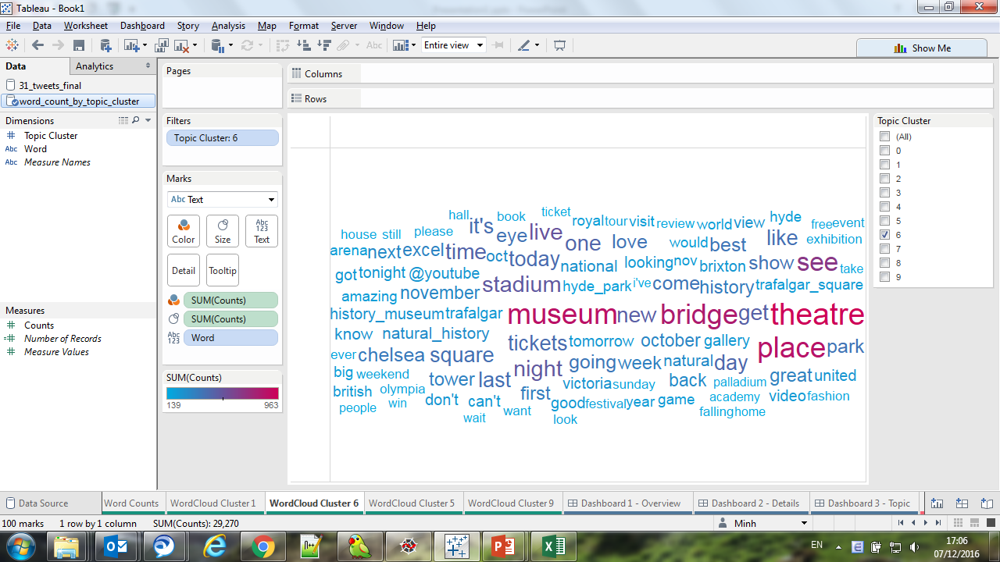 Tableau - Book1
File Data Worksheet Dashboard Story Analysis Map Format Server Window Help
Abc Entire view Show Me
Data Analytics
31_tweets_final
word_count_by_topic_cluster
Dimensions
Topic Cluster
Abc Word
Abc Measure Names
Measures
Counts
Number of Records
Measure Values
Pages
Filters
Topic Cluster: 6
Marks
Abc Text
Color Size Abc 123 Text
Detail Tooltip
SUM(Counts)
SUM(Counts)
Abc 123 Word
SUM(Counts)
139 963
Columns
Rows
hall book ticket royal tour visit review world view hyde free event
house still please it's eye live one love would best like exhibition
arena next excel time oct today national looking nov brixton show see take
got tonight @youtube stadium hyde_park i've come history trafalgar_square
amazing november
history_museum trafalgar museum new bridge get theatre
know natural_history tickets tomorrow october gallery place park
ever chelsea square night going week natural day
big weekend tower last victoria sunday back palladium great united
british olympia don't can't first good festival year game academy video fashion
people win wait want look falling home
Topic Cluster
(All)
0
1
2
3
4
5
6
7
8
9
Data Source Word Counts WordCloud Cluster 1 WordCloud Cluster 6 WordCloud Cluster 5 WordCloud Cluster 9 Dashboard 1 - Overview Dashboard 2 - Details Dashboard 3 - Topic
100 marks 1 row by 1 column SUM(Counts): 29,270 Minh
EN 17:06
07/12/2016